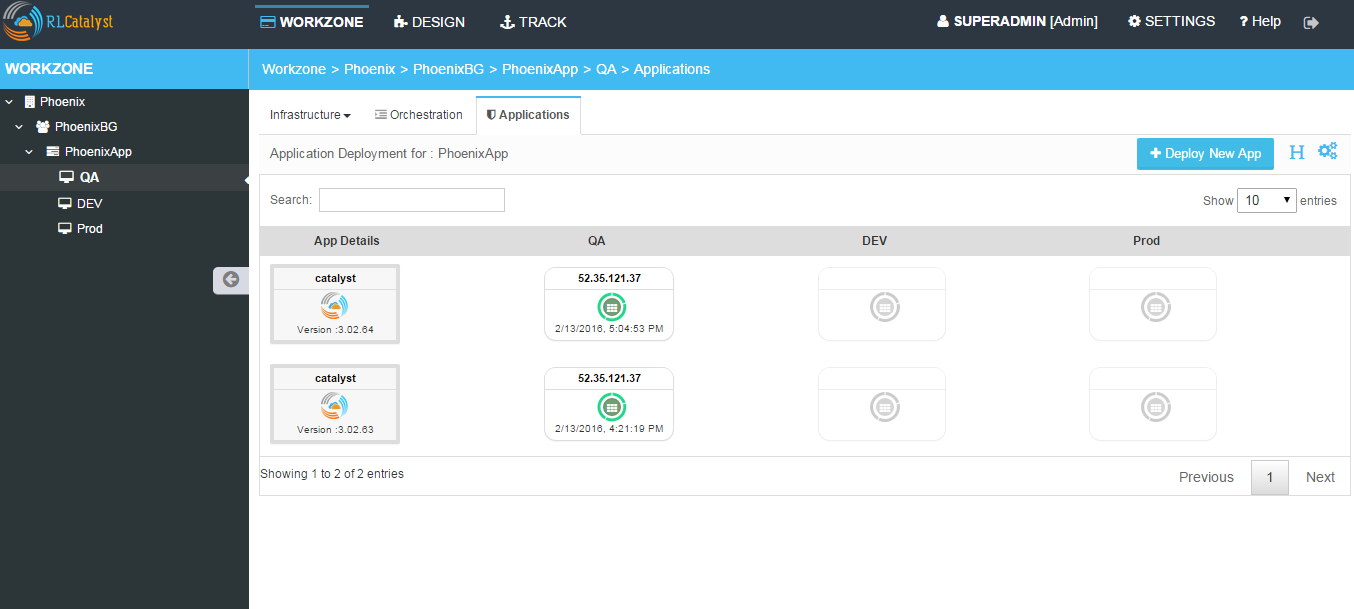 RLCatalyst
WORKZONE DESIGN TRACK SUPERADMIN [Admin] SETTINGS ? Help
WORKZONE
Workzone > Phoenix > PhoenixBG > PhoenixApp > QA > Applications
Phoenix
PhoenixBG
PhoenixApp
QA
DEV
Prod
Infrastructure Orchestration Applications
Application Deployment for : PhoenixApp + Deploy New App H
Search: Show 10 entries
App Details QA DEV Prod
catalyst 52.35.121.37
Version :3.02.64 2/13/2016, 5:04:53 PM
catalyst 52.35.121.37
Version :3.02.63 2/13/2016, 4:21:19 PM
Showing 1 to 2 of 2 entries Previous 1 Next